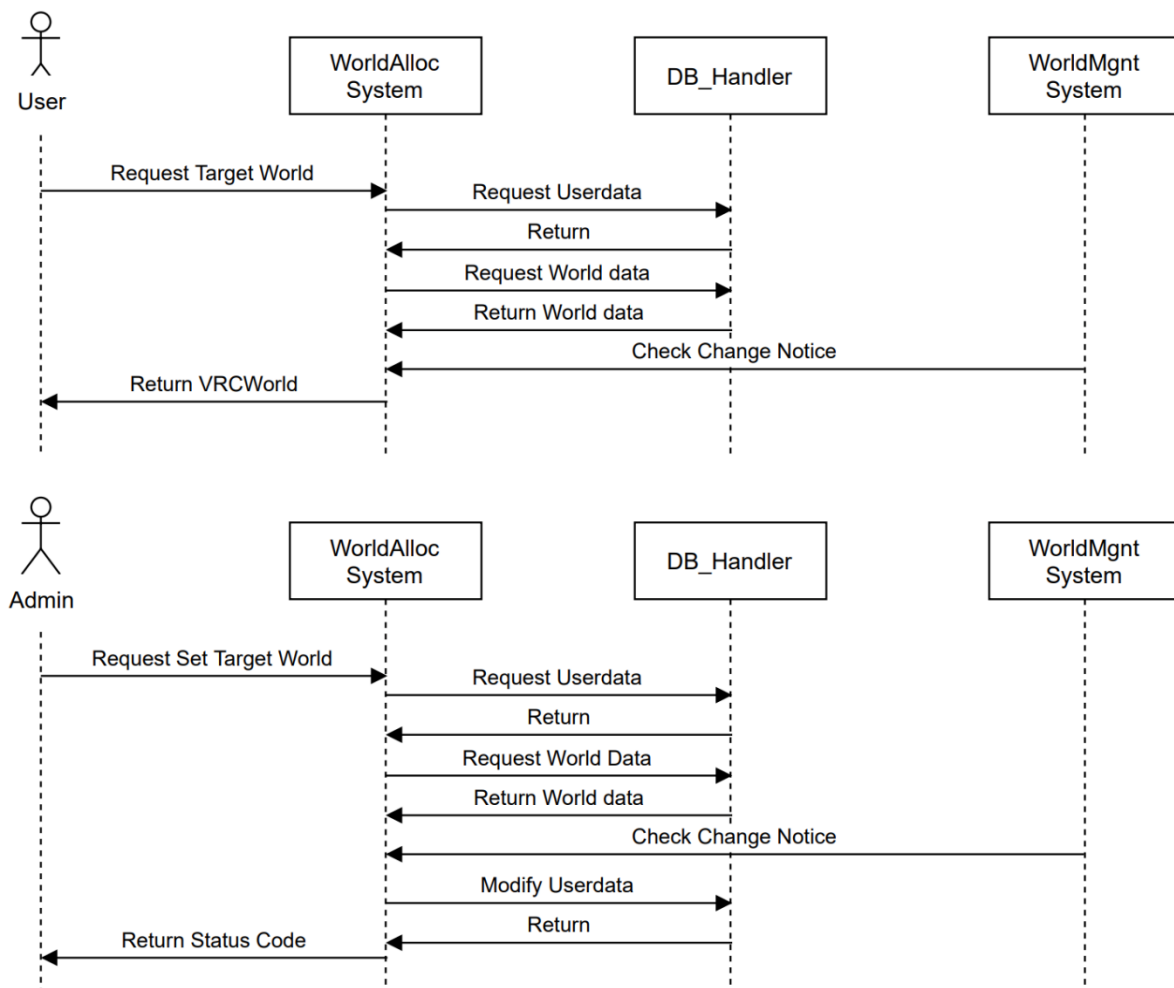 User
WorldAlloc
System
DB_Handler
WorldMgnt
System
Request Target World
Request Userdata
Return
Request World data
Return World data
Check Change Notice
Return VRCWorld
Admin
WorldAlloc
System
DB_Handler
WorldMgnt
System
Request Set Target World
Request Userdata
Return
Request World Data
Return World data
Check Change Notice
Modify Userdata
Return
Return Status Code